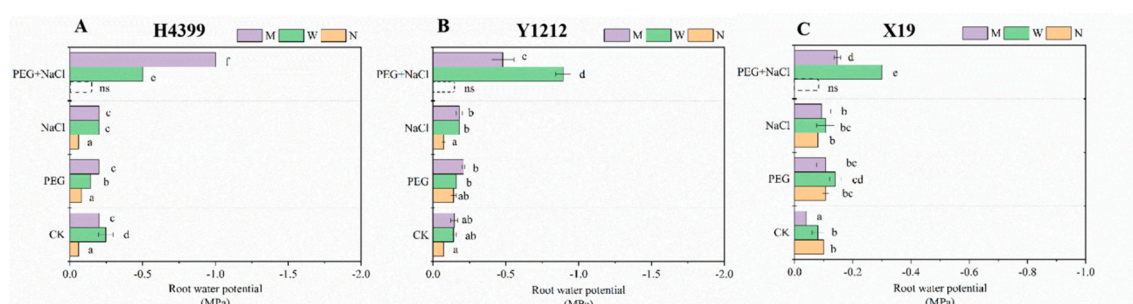 A
H4399
M W N
PEG+NaCl
f
e
ns
NaCl
c
c
a
PEG
c
b
a
CK
c
d
a
0.0 -0.5 -1.0 -1.5 -2.0
Root water potential
(MPa)
B
Y1212
M W N
PEG+NaCl
c
d
ns
NaCl
b
b
a
PEG
b
b
ab
CK
ab
ab
a
0.0 -0.5 -1.0 -1.5 -2.0
Root water potential
(MPa)
C
X19
M W N
PEG+NaCl
d
e
ns
NaCl
b
bc
b
PEG
bc
cd
bc
CK
a
b
b
0.0 -0.2 -0.4 -0.6 -0.8 -1.0
Root water potential
(MPa)